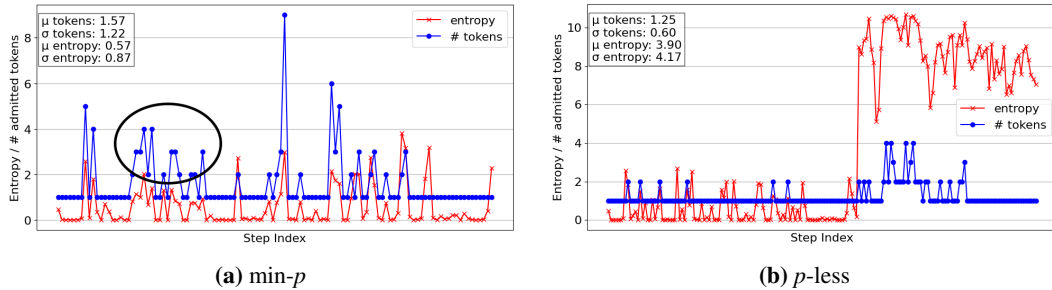 μ tokens: 1.57
σ tokens: 1.22
μ entropy: 0.57
σ entropy: 0.87
entropy
# tokens
Entropy / # admitted tokens
8
6
4
2
0
Step Index
(a) min-p
μ tokens: 1.25
σ tokens: 0.60
μ entropy: 3.90
σ entropy: 4.17
entropy
# tokens
Entropy / # admitted tokens
10
8
6
4
2
0
Step Index
(b) p-less